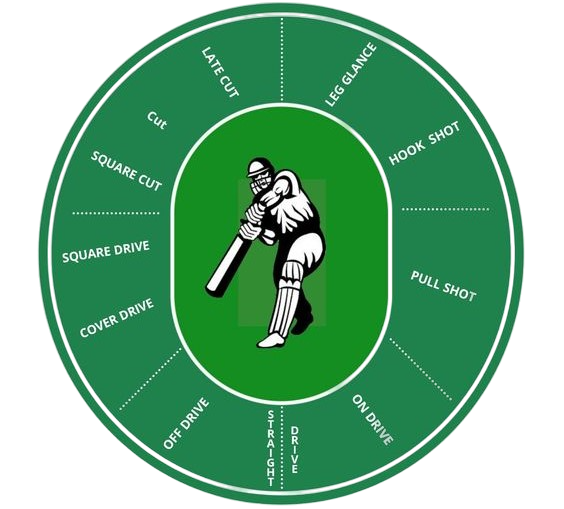 LATE CUT
LEG GLANCE
Cut
HOOK SHOT
SQUARE CUT
SQUARE DRIVE
PULL SHOT
COVER DRIVE
OFF DRIVE
STRAIGHT
DRIVE
ON DRIVE